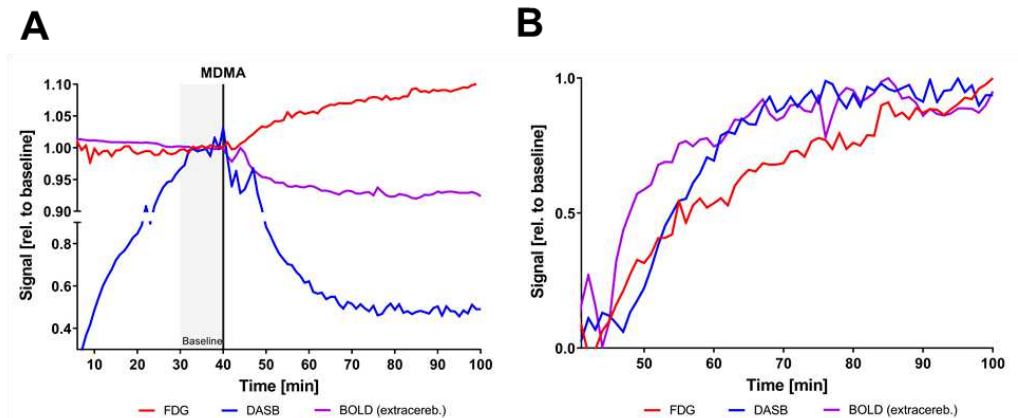 A
MDMA
Signal [rel. to baseline]
1.10
1.05
1.00
0.95
0.90
0.8
0.6
0.4
Baseline
10 20 30 40 50 60 70 80 90 100
Time [min]
FDG DASB BOLD (extracereb.)
B
Signal [rel. to baseline]
1.0
0.5
0.0
50 60 70 80 90 100
Time [min]
FDG DASB BOLD (extracereb.)